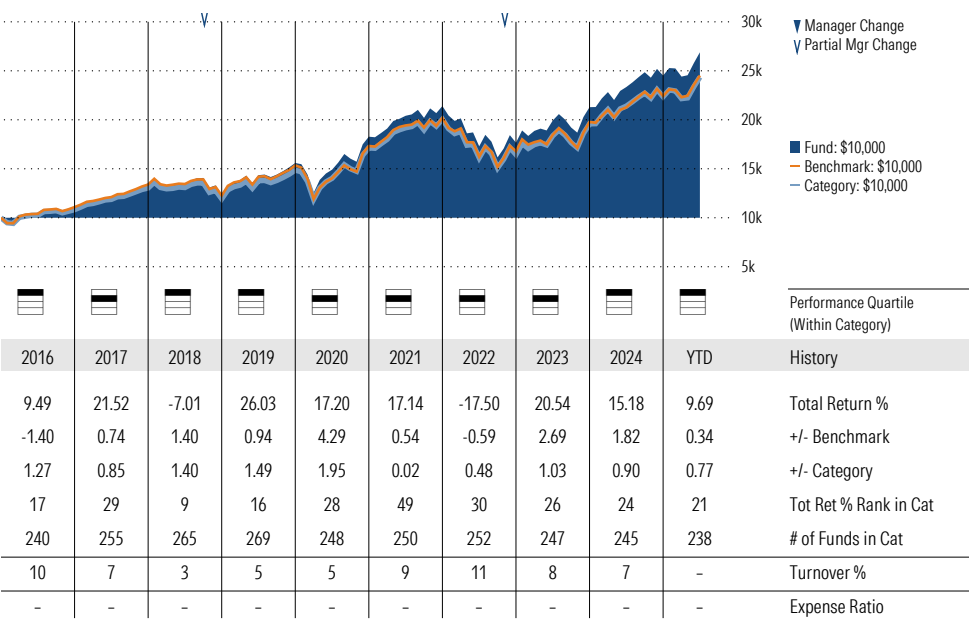 30k
25k
20k
15k
10k
5k
Manager Change
Partial Mgr Change
Fund: $10,000
Benchmark: $10,000
Category: $10,000
Performance Quartile
(Within Category)
2016 2017 2018 2019 2020 2021 2022 2023 2024 YTD History
9.49 21.52 -7.01 26.03 17.20 17.14 -17.50 20.54 15.18 9.69 Total Return %
-1.40 0.74 1.40 0.94 4.29 0.54 -0.59 2.69 1.82 0.34 +/- Benchmark
1.27 0.85 1.40 1.49 1.95 0.02 0.48 1.03 0.90 0.77 +/- Category
17 29 9 16 28 49 30 26 24 21 Tot Ret % Rank in Cat
240 255 265 269 248 250 252 247 245 238 # of Funds in Cat
10 7 3 5 5 9 11 8 7 – Turnover %
– – – – – – – – – – Expense Ratio